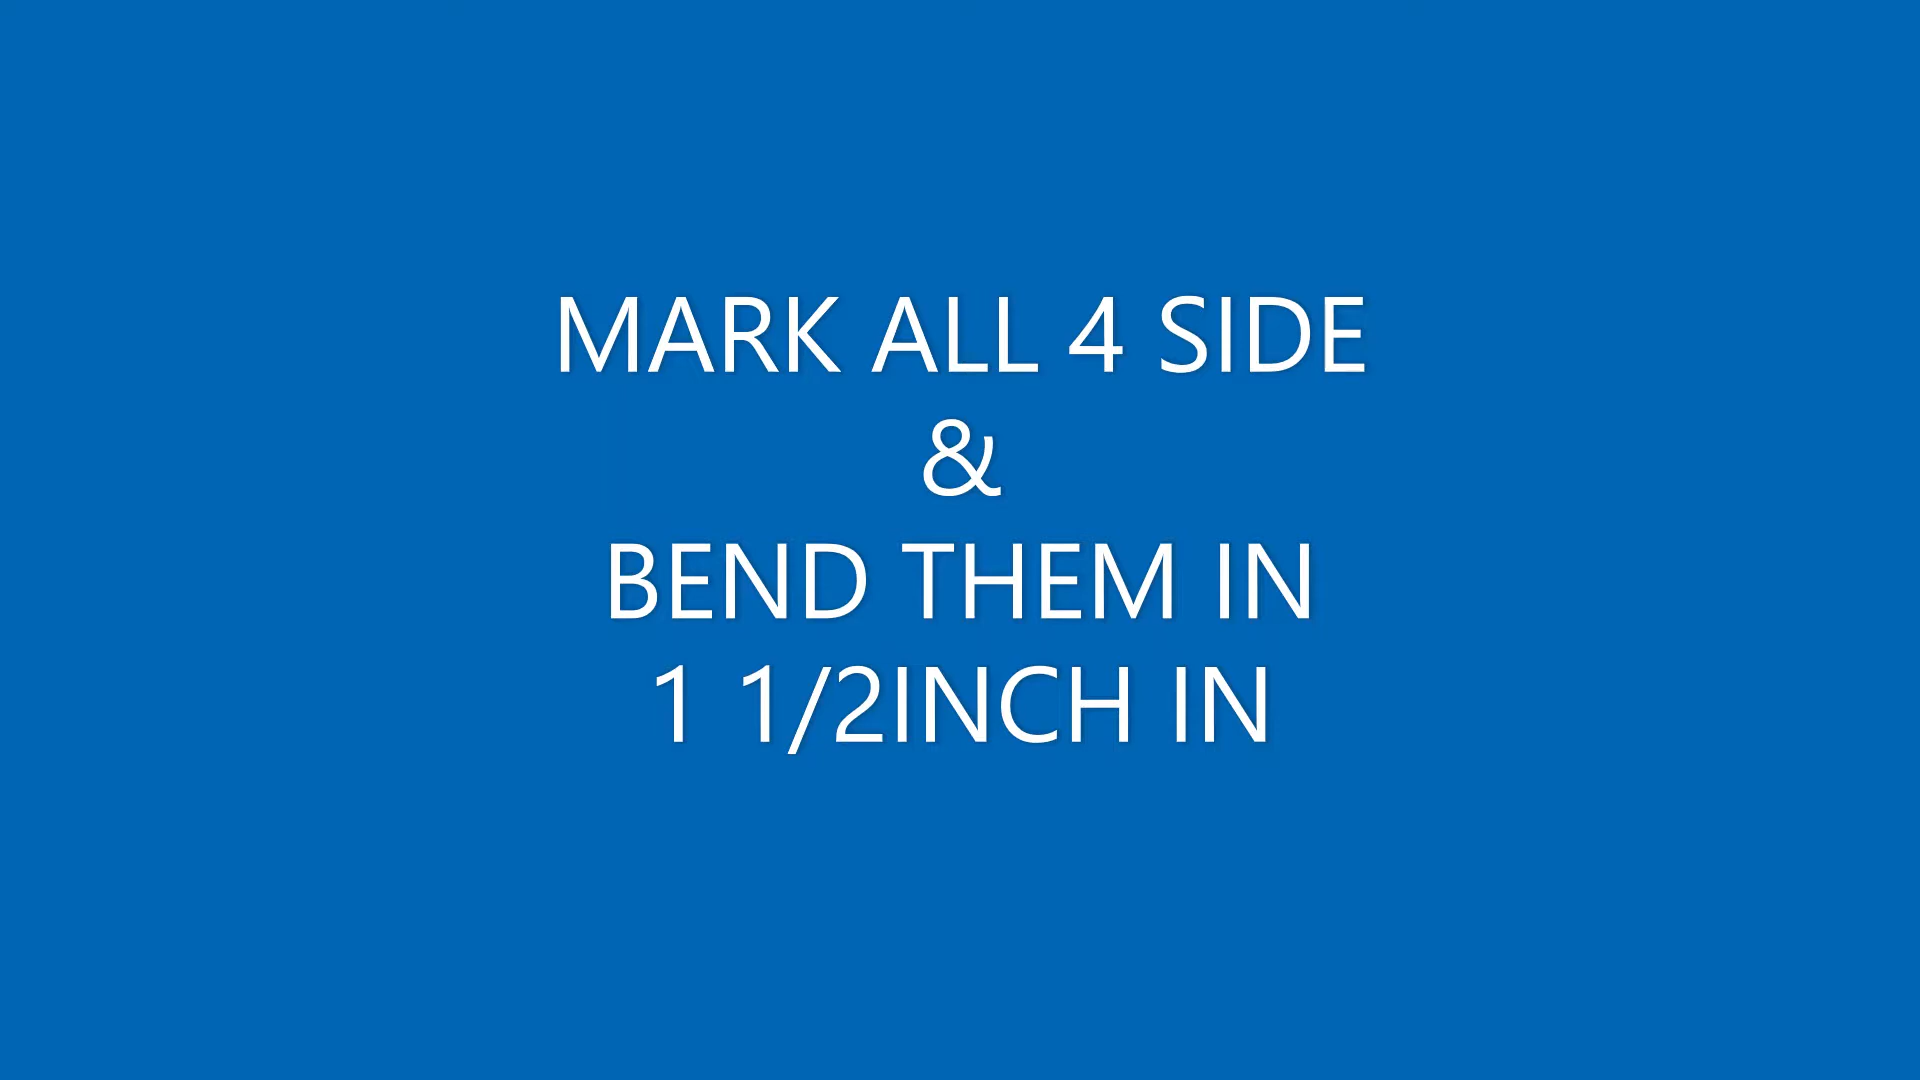 MARK ALL 4 SIDE
&
BEND THEM IN
1 1/2INCH IN